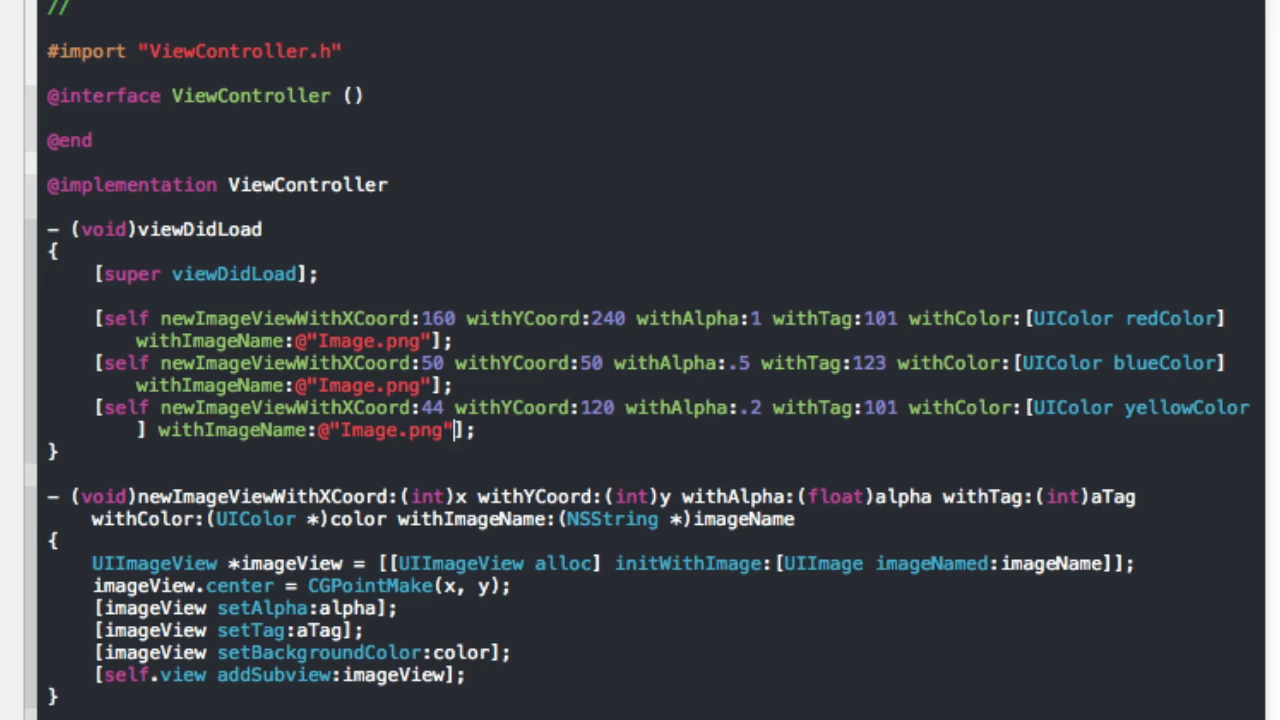 //
#import "ViewController.h"
@interface ViewController ()
@end
@implementation ViewController
- (void)viewDidLoad
{
    [super viewDidLoad];
    [self newImageViewWithXCoord:160 withYCoord:240 withAlpha:1 withTag:101 withColor:[UIColor redColor]
        withImageName:@"Image.png"];
    [self newImageViewWithXCoord:50 withYCoord:50 withAlpha:.5 withTag:123 withColor:[UIColor blueColor]
        withImageName:@"Image.png"];
    [self newImageViewWithXCoord:44 withYCoord:120 withAlpha:.2 withTag:101 withColor:[UIColor yellowColor
        ] withImageName:@"Image.png"];
}
- (void)newImageViewWithXCoord:(int)x withYCoord:(int)y withAlpha:(float)alpha withTag:(int)aTag
    withColor:(UIColor *)color withImageName:(NSString *)imageName
{
    UIImageView *imageView = [[UIImageView alloc] initWithImage:[UIImage imageNamed:imageName]];
    imageView.center = CGPointMake(x, y);
    [imageView setAlpha:alpha];
    [imageView setTag:aTag];
    [imageView setBackgroundColor:color];
    [self.view addSubview:imageView];
}